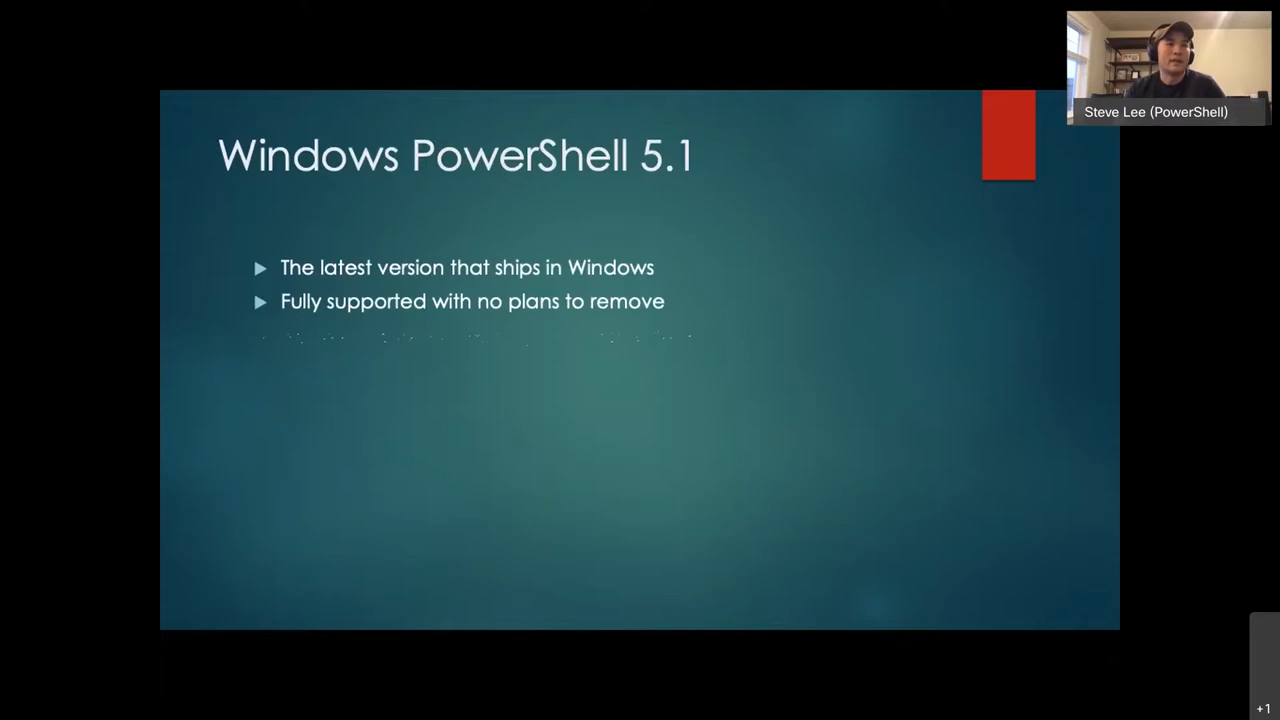 Steve Lee (PowerShell)
Windows PowerShell 5.1
The latest version that ships in Windows
Fully supported with no plans to remove
+1